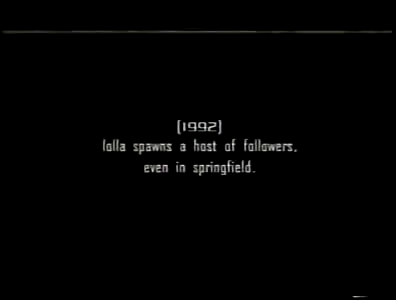 (1992)
lolla spawns a host of followers,
even in springfield.